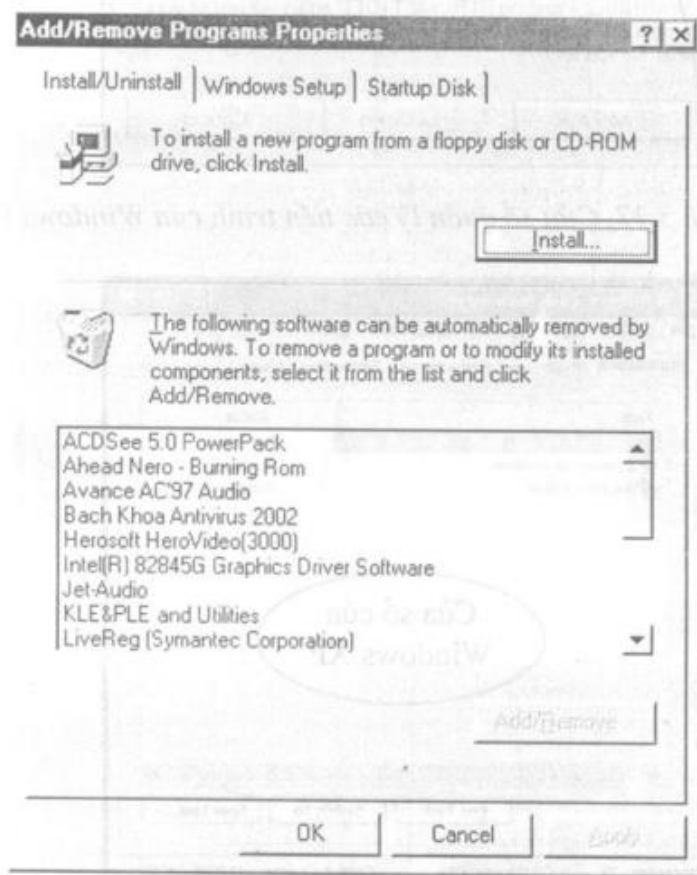 Add/Remove Programs Properties
Install/Uninstall
Windows Setup
Startup Disk
To install a new program from a floppy disk or CD-ROM
drive, click Install.
Install...
The following software can be automatically removed by
Windows. To remove a program or to modify its installed
components, select it from the list and click
Add/Remove.
ACDSee 5.0 PowerPack
Ahead Nero - Burning Rom
Avance AC'97 Audio
Bach Khoa Antivirus 2002
Herosoft HeroVideo(3000)
Intel(R) 82845G Graphics Driver Software
Jet-Audio
KLE&PLE and Utilities
LiveReg (Symantec Corporation)
Add/Remove
OK
Cancel
Apply